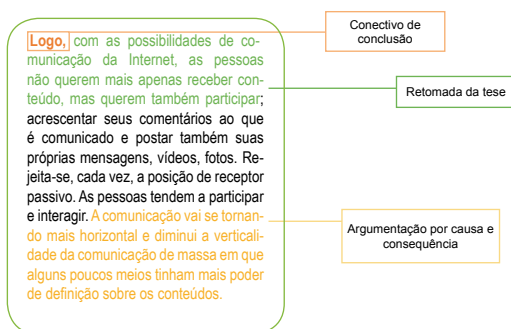 Logo, com as possibilidades de co-
municação da Internet, as pessoas
não querem mais apenas receber con-
teúdo, mas querem também participar;
acrescentar seus comentários ao que
é comunicado e postar também suas
próprias mensagens, vídeos, fotos. Re-
jeita-se, cada vez, a posição de receptor
passivo. As pessoas tendem a participar
e interagir. A comunicação vai se tornan-
do mais horizontal e diminui a verticali-
dade da comunicação de massa em que
alguns poucos meios tinham mais poder
de definição sobre os conteúdos.
Conectivo de
conclusão
Retomada da tese
Argumentação por causa e
consequência